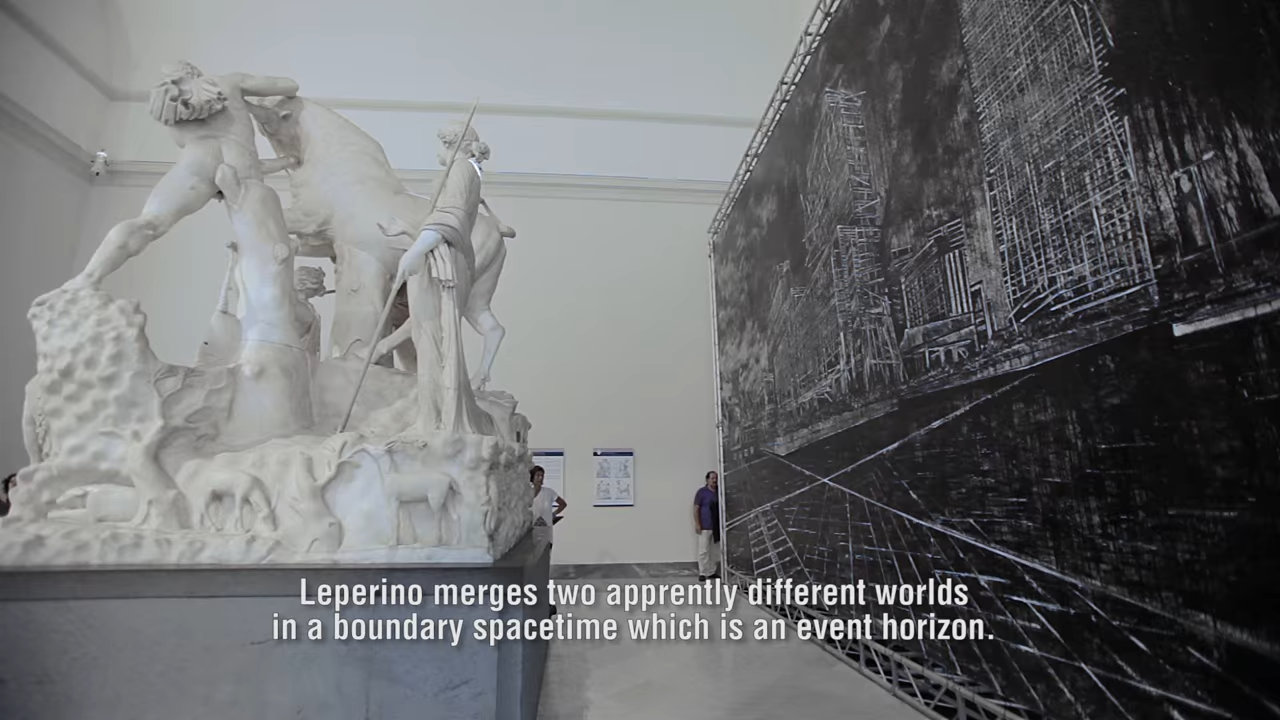 Leperino merges two apprently different worlds
in a boundary spacetime which is an event horizon.